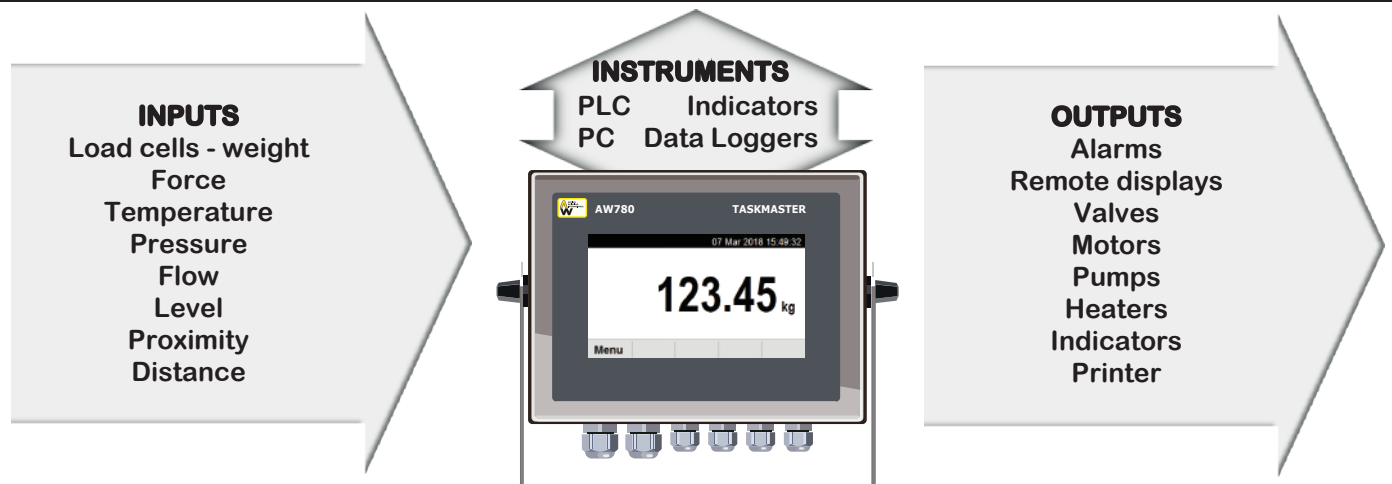 INPUTS
Load cells - weight
Force
Temperature
Pressure
Flow
Level
Proximity
Distance
INSTRUMENTS
PLC Indicators
PC Data Loggers
AW780 TASKMASTER
07 Mar 2018 15:49:32
123.45 kg
Menu
OUTPUTS
Alarms
Remote displays
Valves
Motors
Pumps
Heaters
Indicators
Printer